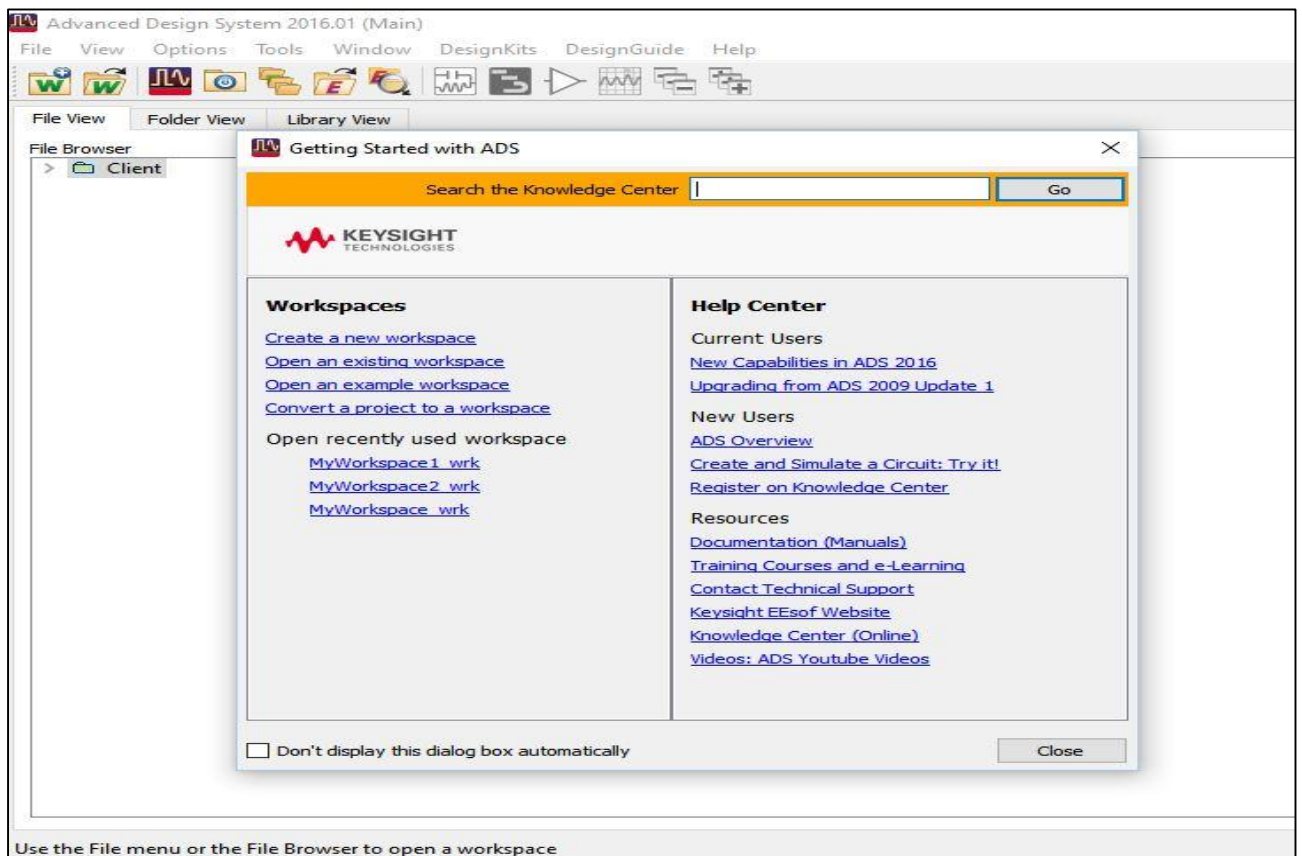 Advanced Design System 2016.01 (Main)
File View Options Tools Window DesignKits DesignGuide Help
File View Folder View Library View
File Browser
Client
Getting Started with ADS
Search the Knowledge Center Go
KEYSIGHT
TECHNOLOGIES
Workspaces
Create a new workspace
Open an existing workspace
Open an example workspace
Convert a project to a workspace
Open recently used workspace
MyWorkspace1_wrk
MyWorkspace2_wrk
MyWorkspace_wrk
Help Center
Current Users
New Capabilities in ADS 2016
Upgrading from ADS 2009 Update 1
New Users
ADS Overview
Create and Simulate a Circuit: Try it!
Register on Knowledge Center
Resources
Documentation (Manuals)
Training Courses and e-Learning
Contact Technical Support
Keysight EEsof Website
Knowledge Center (Online)
Videos: ADS Youtube Videos
Don't display this dialog box automatically
Close
Use the File menu or the File Browser to open a workspace